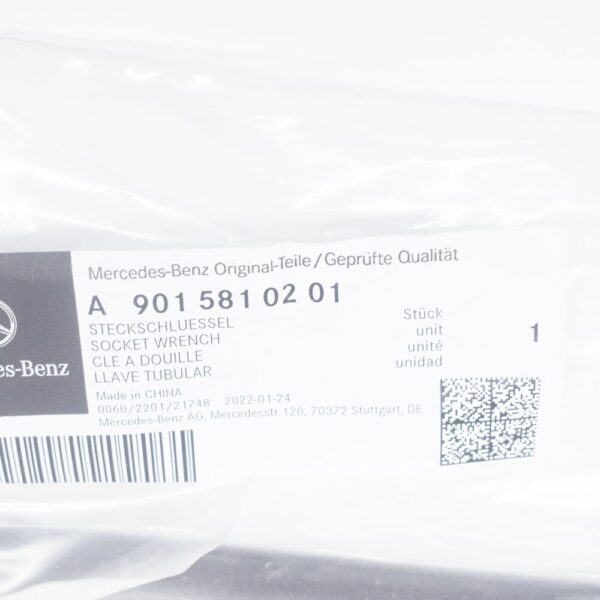 Mercedes-Benz Original-Teile/Geprüfte Qualität
A 901 581 02 01
STECKSCHLUESSEL
SOCKET WRENCH
CLE A DOUILLE
LLAVE TUBULAR
Stück
unit
unité
unidad
1
Made in CHINA
0060/2201/21748 2022-01-24
Mercedes-Benz AG, Mercedesstr.120, 70372 Stuttgart, DE
es-Benz